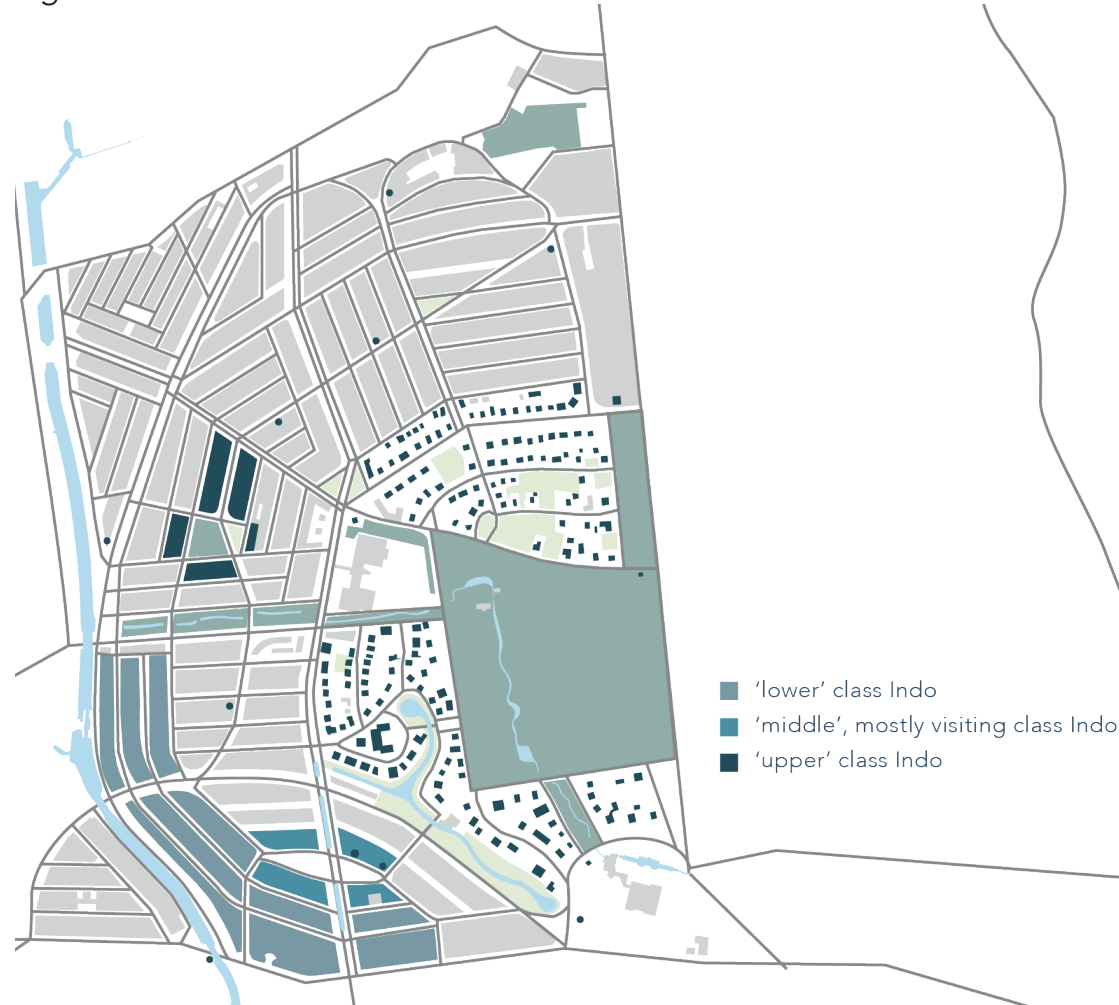 ‘lower’ class Indo
‘middle’, mostly visiting class Indo
‘upper’ class Indo